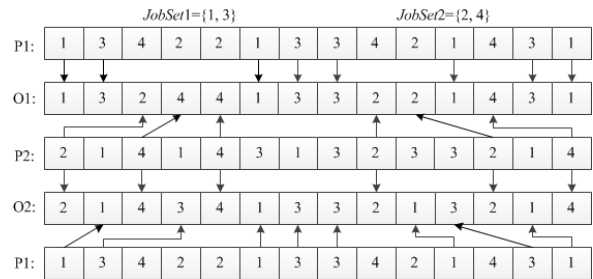 JobSet1={1, 3} JobSet2={2, 4}
P1: 1 3 4 2 2 1 3 3 4 2 1 4 3 1
O1: 1 3 2 4 4 1 3 3 2 2 1 4 3 1
P2: 2 1 4 1 4 3 1 3 2 3 3 2 1 4
O2: 2 1 4 3 4 1 3 3 2 1 3 2 1 4
P1: 1 3 4 2 2 1 3 3 4 2 1 4 3 1